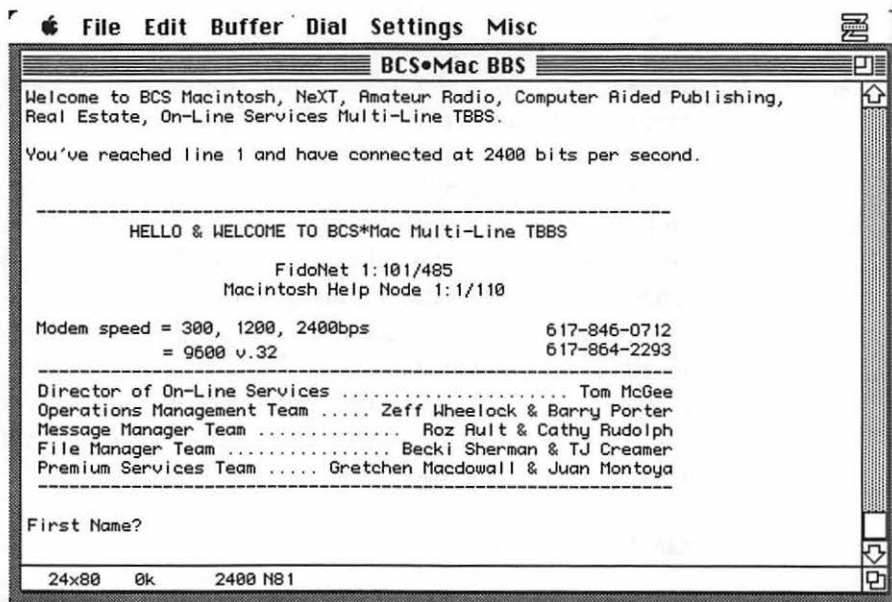 File Edit Buffer Dial Settings Misc
BCS•Mac BBS
Welcome to BCS Macintosh, NeXT, Amateur Radio, Computer Aided Publishing,
Real Estate, On-Line Services Multi-Line TBBS.
You've reached line 1 and have connected at 2400 bits per second.
-----------------------------------------------------------------
HELLO & WELCOME TO BCS*Mac Multi-Line TBBS
FidoNet 1:101/485
Macintosh Help Node 1:1/110
Modem speed = 300, 1200, 2400bps 617-846-0712
= 9600 v.32 617-864-2293
-----------------------------------------------------------------
Director of On-Line Services ....................... Tom McGee
Operations Management Team ..... Zeff Wheelock & Barry Porter
Message Manager Team .............. Roz Ault & Cathy Rudolph
File Manager Team ................. Becki Sherman & TJ Creamer
Premium Services Team ..... Gretchen Macdowall & Juan Montoya
-----------------------------------------------------------------
First Name?
24x80 0k 2400 N81